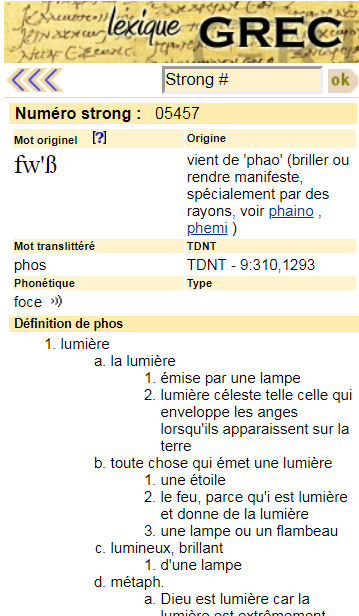 lexique GREC
Strong # ok
Numéro strong : 05457
Mot originel [?] Origine
fw'ß vient de 'phao' (briller ou
rendre manifeste,
spécialement par des
rayons, voir phaino ,
phemi )
Mot translittéré TDNT
phos TDNT - 9:310,1293
Phonétique Type
foce
Définition de phos
1. lumière
a. la lumière
1. émise par une lampe
2. lumière céleste telle celle qui
enveloppe les anges
lorsqu'ils apparaissent sur la
terre
b. toute chose qui émet une lumière
1. une étoile
2. le feu, parce qu'i est lumière
et donne de la lumière
3. une lampe ou un flambeau
c. lumineux, brillant
1. d'une lampe
d. métaph.
a. Dieu est lumière car la
lumière est extrêmement